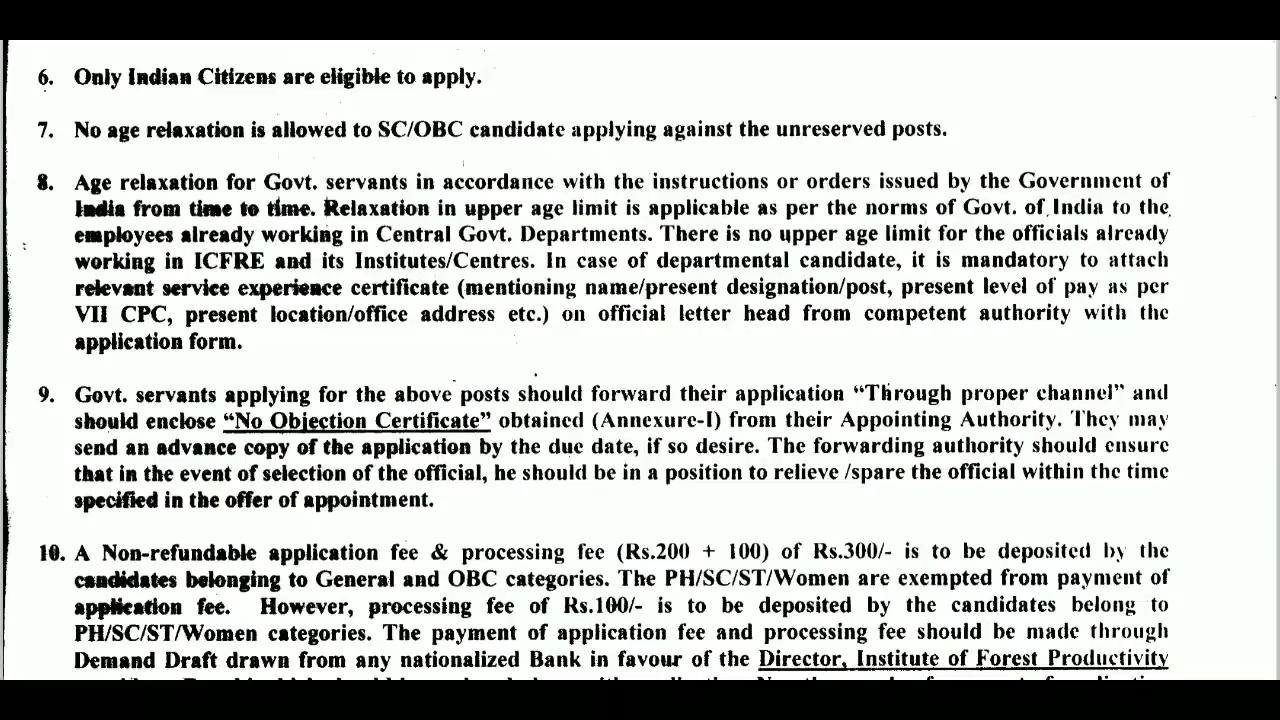 6. Only Indian Citizens are eligible to apply.
7. No age relaxation is allowed to SC/OBC candidate applying against the unreserved posts.
8. Age relaxation for Govt. servants in accordance with the instructions or orders issued by the Government of
India from time to time. Relaxation in upper age limit is applicable as per the norms of Govt. of India to the
employees already working in Central Govt. Departments. There is no upper age limit for the officials already
working in ICFRE and its Institutes/Centres. In case of departmental candidate, it is mandatory to attach
relevant service experience certificate (mentioning name/present designation/post, present level of pay as per
VII CPC, present location/office address etc.) on official letter head from competent authority with the
application form.
9. Govt. servants applying for the above posts should forward their application “Through proper channel” and
should enclose “No Objection Certificate” obtained (Annexure-I) from their Appointing Authority. They may
send an advance copy of the application by the due date, if so desire. The forwarding authority should ensure
that in the event of selection of the official, he should be in a position to relieve /spare the official within the time
specified in the offer of appointment.
10. A Non-refundable application fee & processing fee (Rs.200 + 100) of Rs.300/- is to be deposited by the
candidates belonging to General and OBC categories. The PH/SC/ST/Women are exempted from payment of
application fee. However, processing fee of Rs.100/- is to be deposited by the candidates belong to
PH/SC/ST/Women categories. The payment of application fee and processing fee should be made through
Demand Draft drawn from any nationalized Bank in favour of the Director, Institute of Forest Productivity